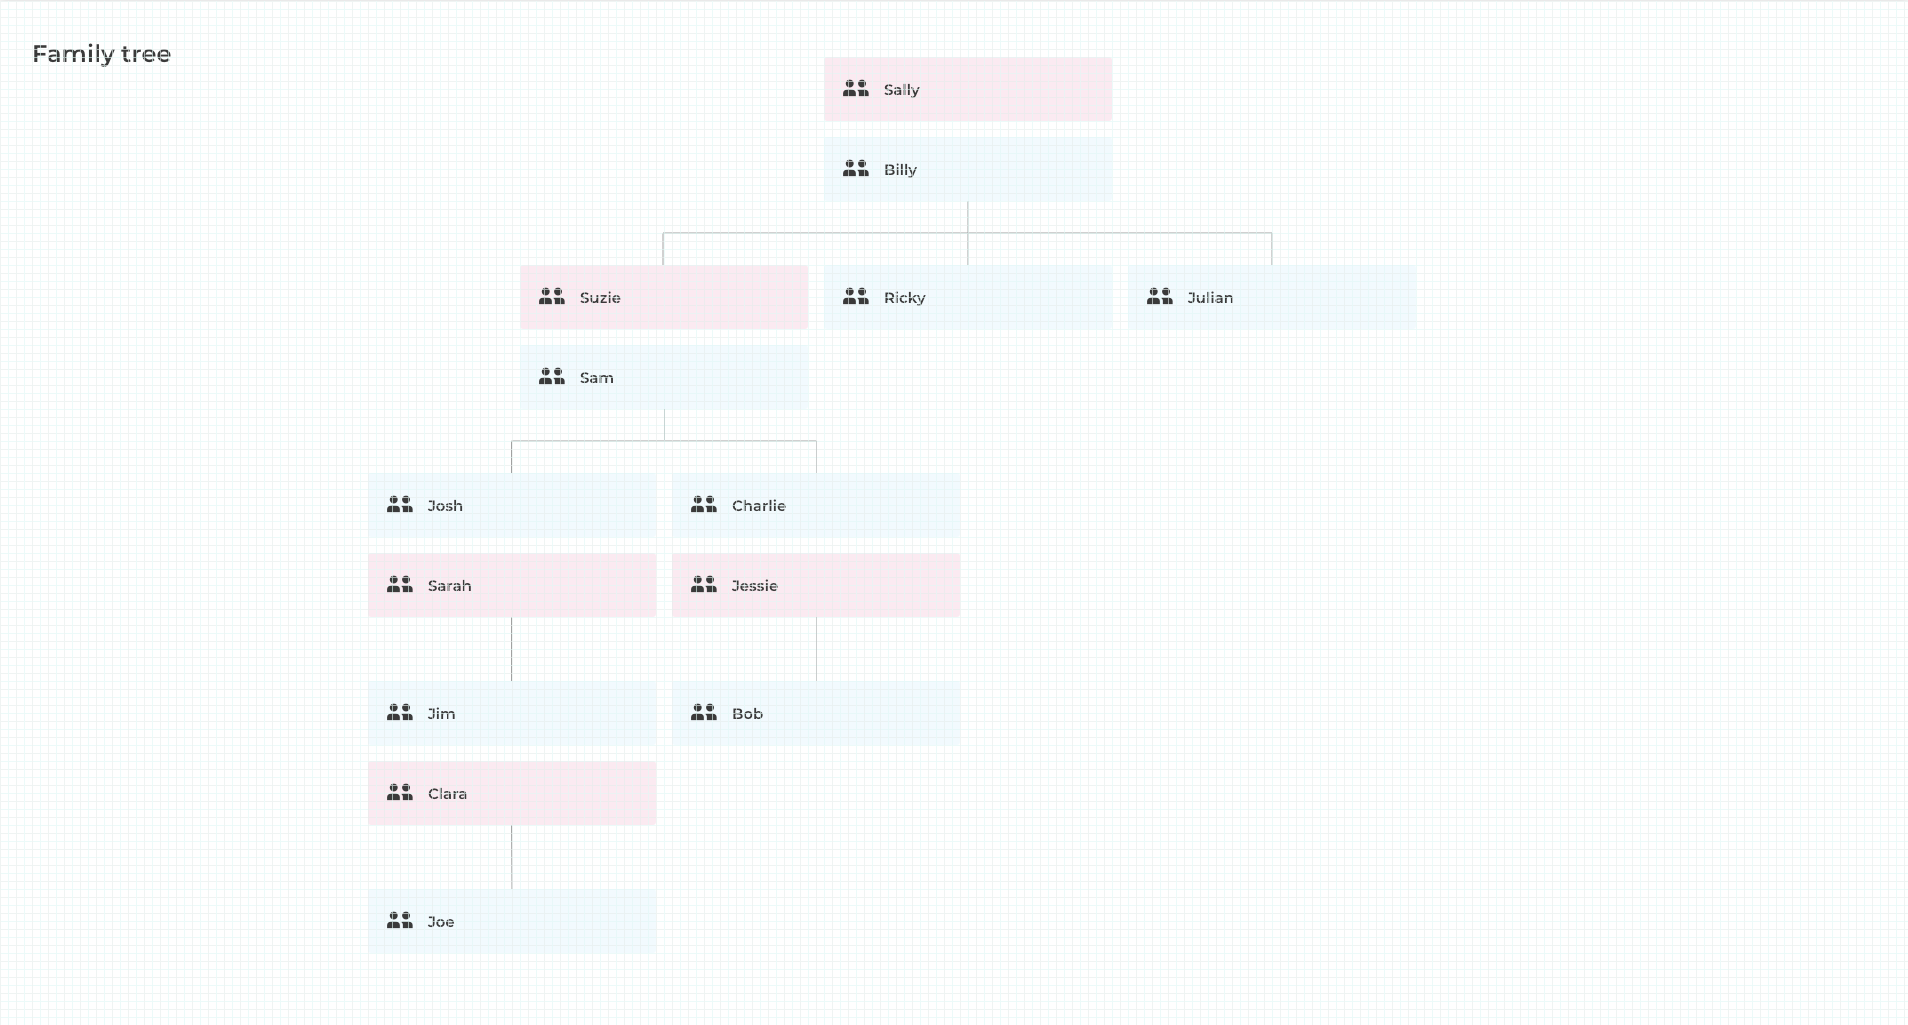 Family tree
Sally
Billy
Suzie
Ricky
Julian
Sam
Josh
Charlie
Sarah
Jessie
Jim
Bob
Clara
Joe